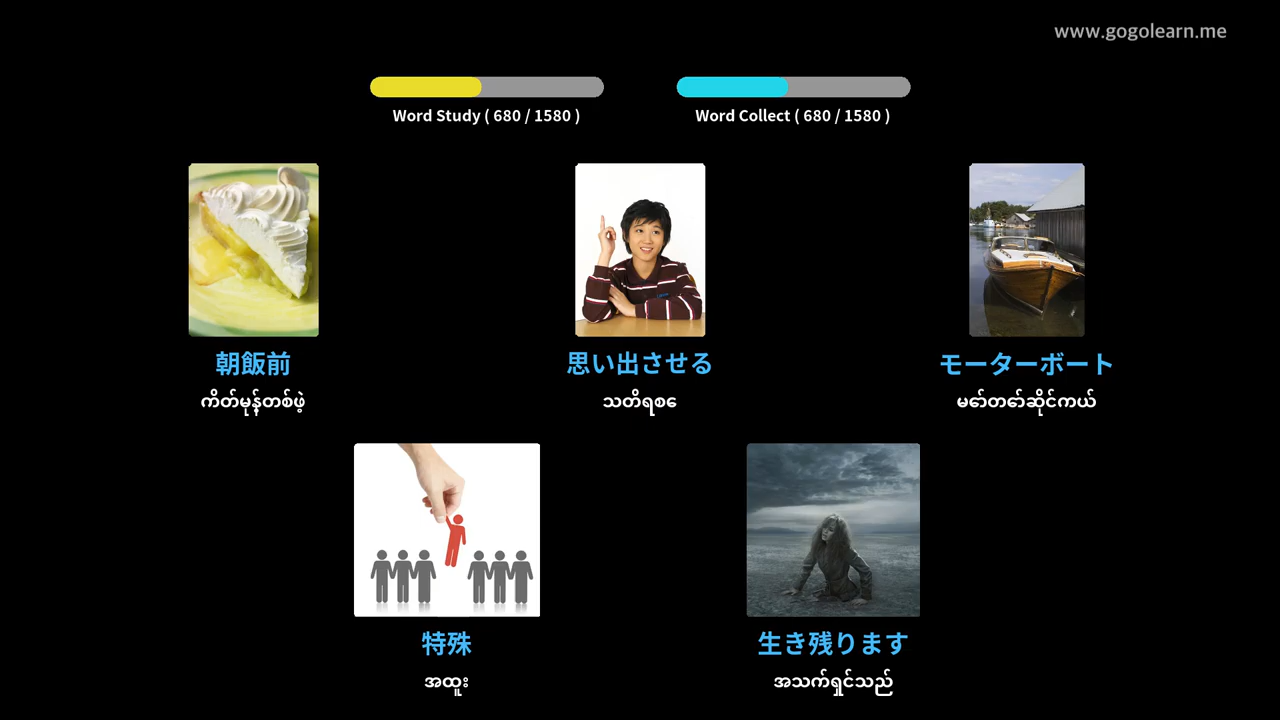 www.gogolearn.me
Word Study ( 680 / 1580 )
Word Collect ( 680 / 1580 )
朝飯前
思い出させる
モーターボート
ကိတ်မုန့်တစ်ဖဲ့
သတိရစေ
မော်တော်ဆိုင်ကယ်
特殊
生き残ります
အထူး
အသက်ရှင်သည်